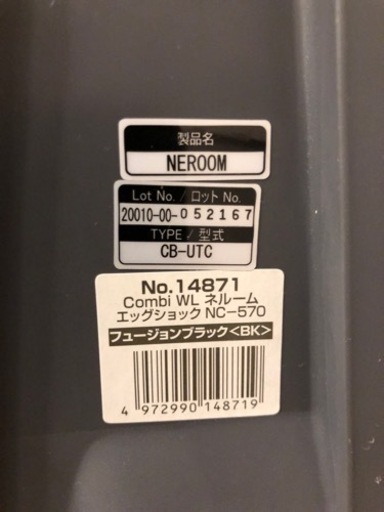 製品名
NEROOM
Lot No. / ロット No.
20010-00-052167
TYPE / 型式
CB-UTC
No.14871
Combi WL ネルーム
エッグショック NC-570
フュージョンブラック<BK>
4 972990 148719